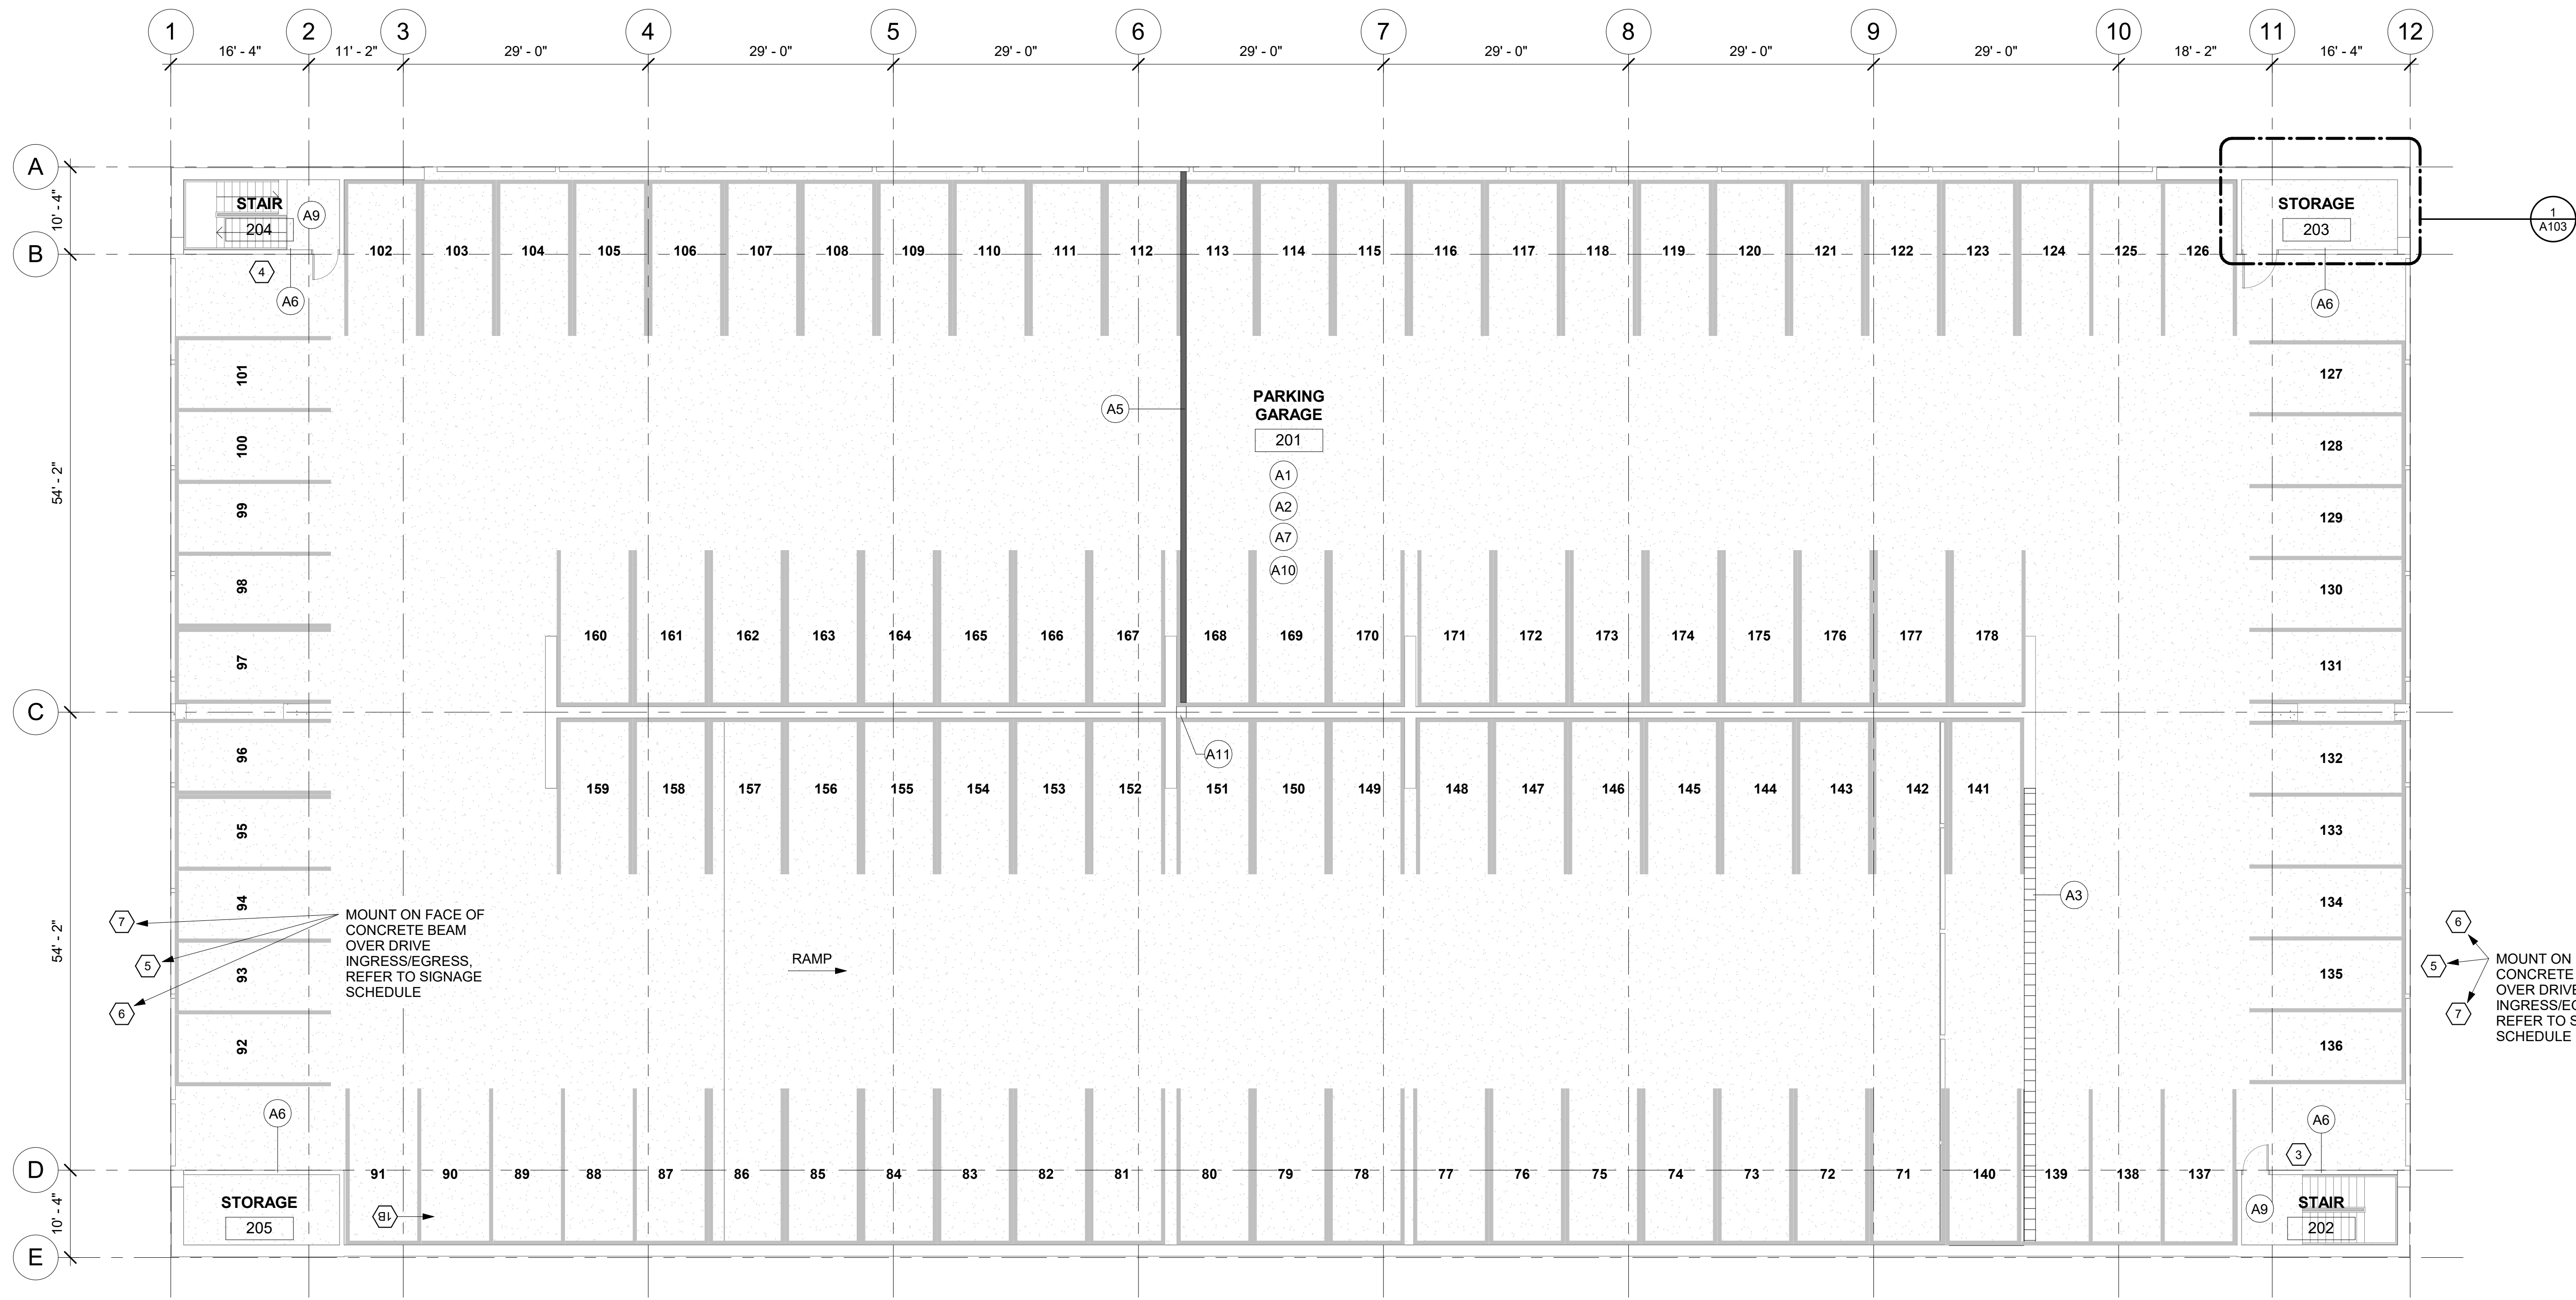 1 2 3 4 5 6 7 8 9 10 11 12
16' - 4" 11' - 2" 29' - 0" 29' - 0" 29' - 0" 29' - 0" 29' - 0" 29' - 0" 29' - 0" 18' - 2" 16' - 4"
A
10' - 4"
STAIR
204
A9
STORAGE
203
1
A103
B
102 103 104 105 106 107 108 109 110 111 112 113 114 115 116 117 118 119 120 121 122 123 124 125 126
4
A6
A6
101
127
PARKING
GARAGE
201
A5
100
128
A1
54' - 2"
A2
99
129
A7
A10
98
130
160 161 162 163 164 165 166 167 168 169 170 171 172 173 174 175 176 177 178
97
131
C
96
A11
132
159 158 157 156 155 154 153 152 151 150 149 148 147 146 145 144 143 142 141
95
133
A3
94
134
7
5
6
MOUNT ON FACE OF
CONCRETE BEAM
OVER DRIVE
INGRESS/EGRESS,
REFER TO SIGNAGE
SCHEDULE
54' - 2"
RAMP
6
5
7
MOUNT ON
CONCRETE
OVER DRIVE
INGRESS/EG
REFER TO S
SCHEDULE
93
135
92
136
A6
A6
3
D
91 90 89 88 87 86 85 84 83 82 81 80 79 78 77 76 75 74 73 72 71 140 139 138 137
10' - 4"
STORAGE
205
1B
A9
STAIR
202
E